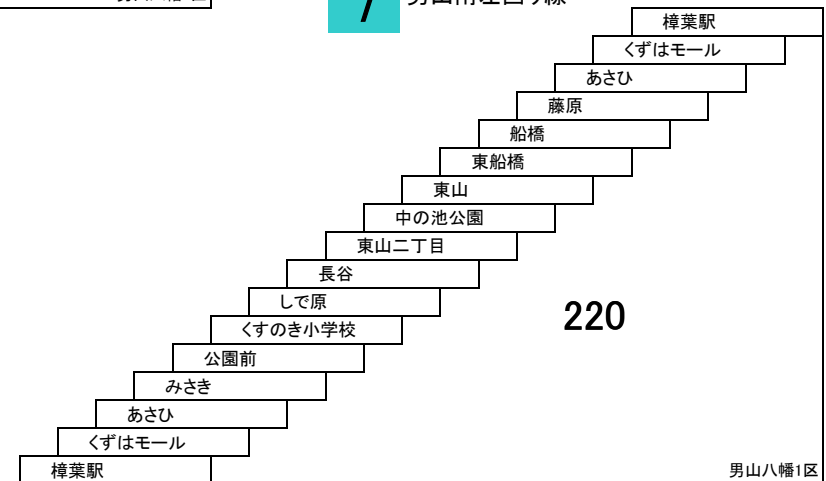 7
樟葉駅
くずはモール
あさひ
藤原
船橋
東船橋
東山
中の池公園
東山二丁目
長谷
しで原
くすのき小学校
220
公園前
みさき
あさひ
くずはモール
樟葉駅
男山八幡1区